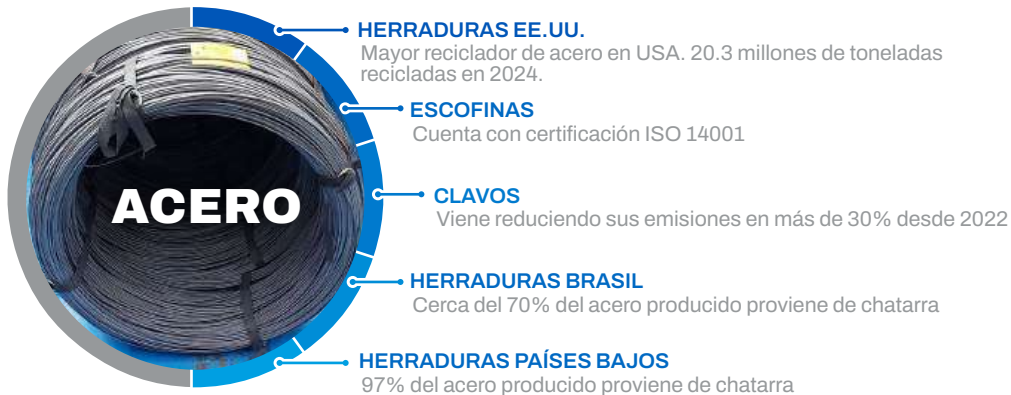 HERRADURAS EE.UU.
Mayor reciclador de acero en USA. 20.3 millones de toneladas
recicladas en 2024.
ESCOFINAS
Cuenta con certificación ISO 14001
ACERO
CLAVOS
Viene reduciendo sus emisiones en más de 30% desde 2022
HERRADURAS BRASIL
Cerca del 70% del acero producido proviene de chatarra
HERRADURAS PAÍSES BAJOS
97% del acero producido proviene de chatarra